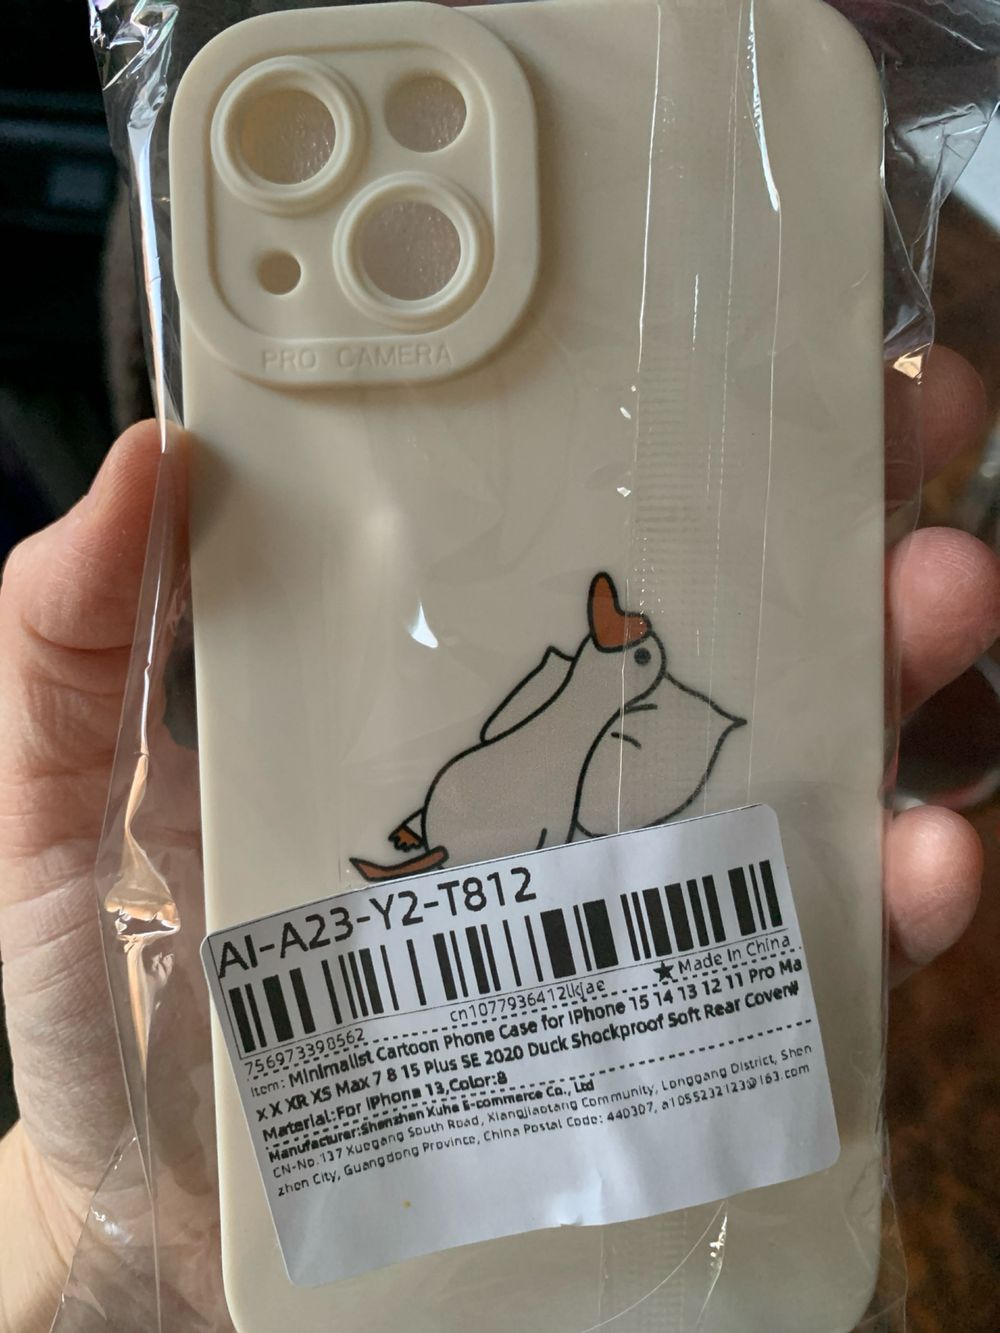 PRO CAMERA
AI-A23-Y2-T812
756973390562
cn1077936412lkjae
★Made In China
Item: Minimalist Cartoon Phone Case for iPhone 15 14 13 12 11 Pro Ma
x X XR XS Max 7 8 15 Plus SE 2020 Duck Shockproof Soft Rear Cover#
Material:For iPhone 13,Color:8
Manufacturer:Shenzhen Xuhe E-commerce Co., Ltd
CN-No.137 Xuegang South Road, Xiangjiaotang Community, Longgang District, Shen
zhen City, Guangdong Province, China Postal Code: 440307, a1055232123@163.com